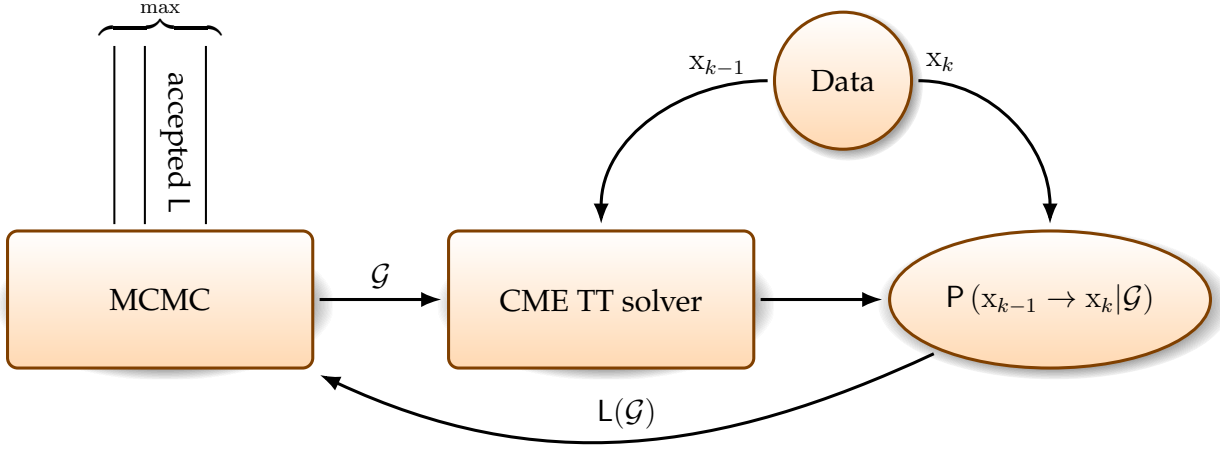 max
accepted L
x_{k−1}
Data
x_k
MCMC
𝒢
CME TT solver
P (x_{k−1} → x_k|𝒢)
L(𝒢)